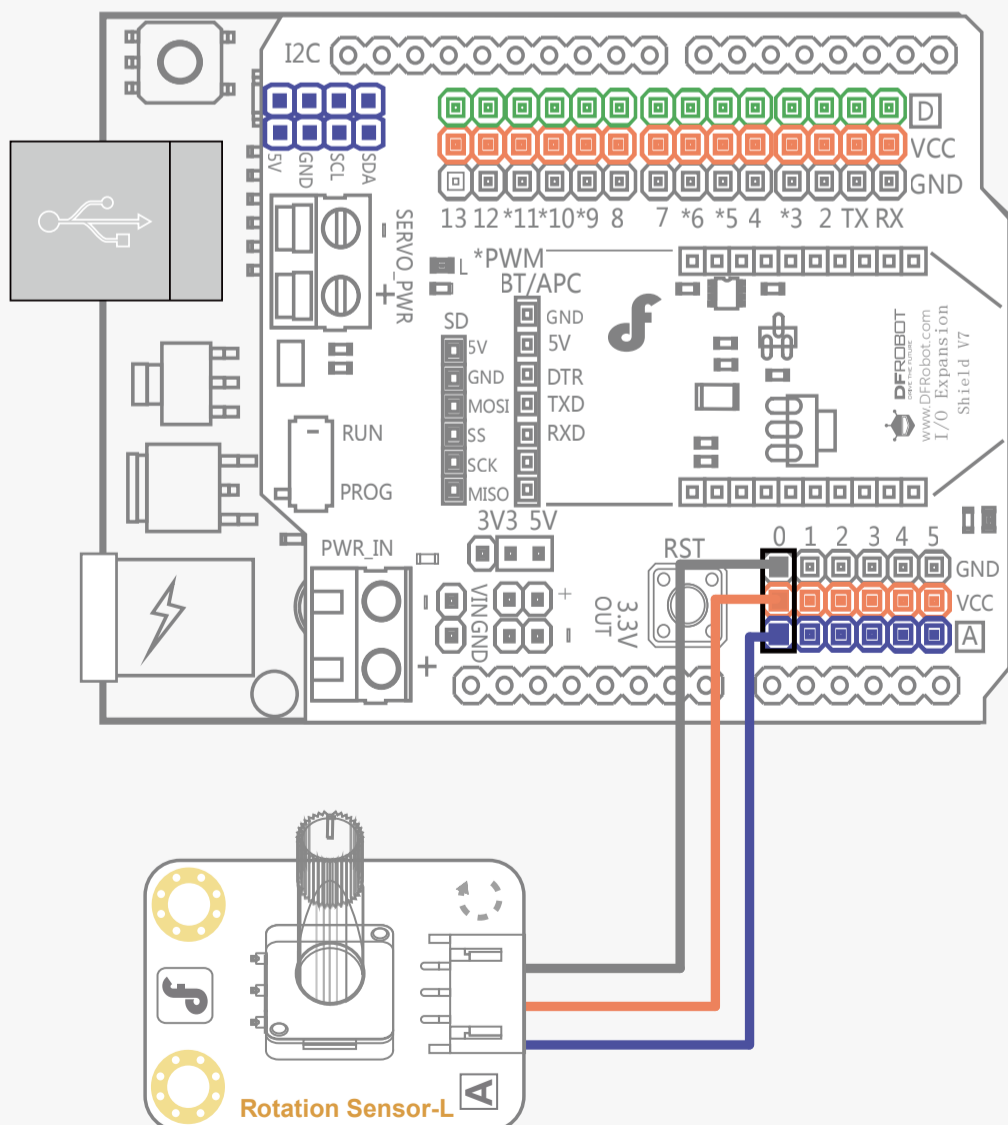 I2C
D
VCC
GND
5V
GND
SCL
SDA
13 12 *11 *10 *9 8 7 *6 *5 4 *3 2 TX RX
SERVO_PWR
-
+
L
*PWM
BT/APC
GND
5V
DTR
TXD
RXD
SD
5V
GND
MOSI
SS
SCK
MISO
DFROBOT
DRIVE THE FUTURE
www.DFRobot.com
I/O Expansion
Shield V7
RUN
PROG
3V3 5V
PWR_IN
-
+
VIN
GND
+
-
3.3V
OUT
RST
0 1 2 3 4 5
GND
VCC
A
A
Rotation Sensor-L